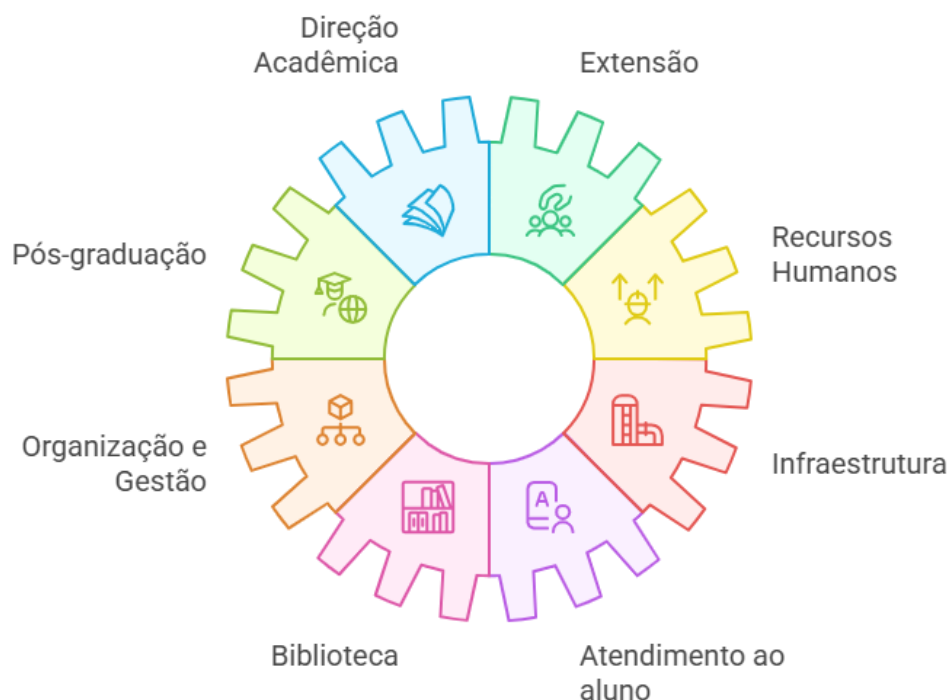 Direção
Acadêmica
Extensão
Pós-graduação
Recursos
Humanos
Organização e
Gestão
Infraestrutura
Biblioteca
Atendimento ao
aluno
A